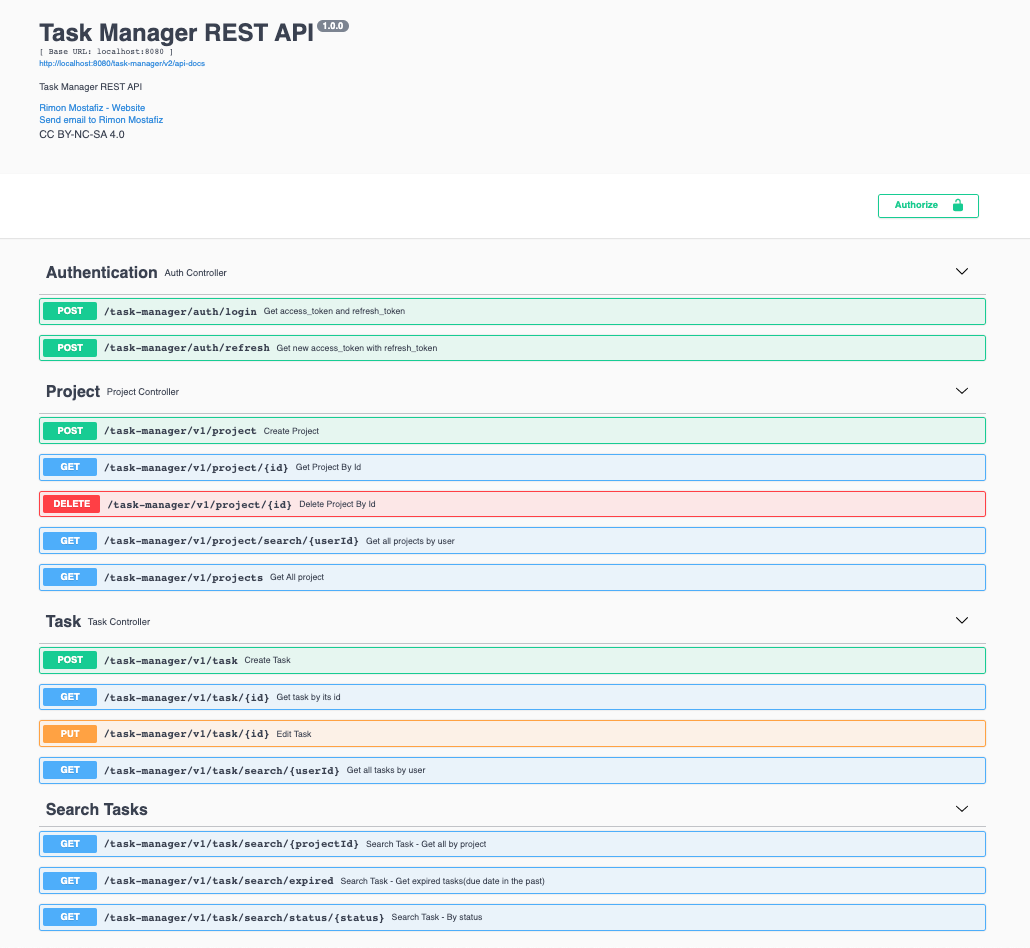 Task Manager REST API 1.0.0
[ Base URL: localhost:8080 ]
http://localhost:8080/task-manager/v2/api-docs
Task Manager REST API
Rimon Mostafiz - Website
Send email to Rimon Mostafiz
CC BY-NC-SA 4.0
Authorize
Authentication Auth Controller
POST /task-manager/auth/login Get access_token and refresh_token
POST /task-manager/auth/refresh Get new access_token with refresh_token
Project Project Controller
POST /task-manager/v1/project Create Project
GET /task-manager/v1/project/{id} Get Project By Id
DELETE /task-manager/v1/project/{id} Delete Project By Id
GET /task-manager/v1/project/search/{userId} Get all projects by user
GET /task-manager/v1/projects Get All project
Task Task Controller
POST /task-manager/v1/task Create Task
GET /task-manager/v1/task/{id} Get task by its id
PUT /task-manager/v1/task/{id} Edit Task
GET /task-manager/v1/task/search/{userId} Get all tasks by user
Search Tasks
GET /task-manager/v1/task/search/{projectId} Search Task - Get all by project
GET /task-manager/v1/task/search/expired Search Task - Get expired tasks(due date in the past)
GET /task-manager/v1/task/search/status/{status} Search Task - By status